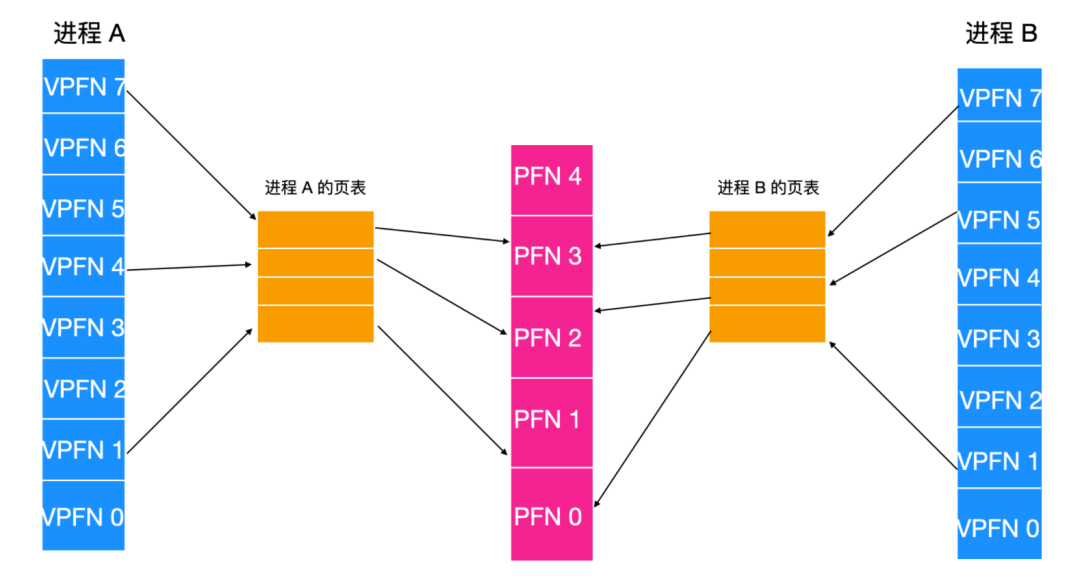 进程 A
VPFN 7
VPFN 6
VPFN 5
VPFN 4
VPFN 3
VPFN 2
VPFN 1
VPFN 0
进程 A 的页表
PFN 4
PFN 3
PFN 2
PFN 1
PFN 0
进程 B 的页表
进程 B
VPFN 7
VPFN 6
VPFN 5
VPFN 4
VPFN 3
VPFN 2
VPFN 1
VPFN 0